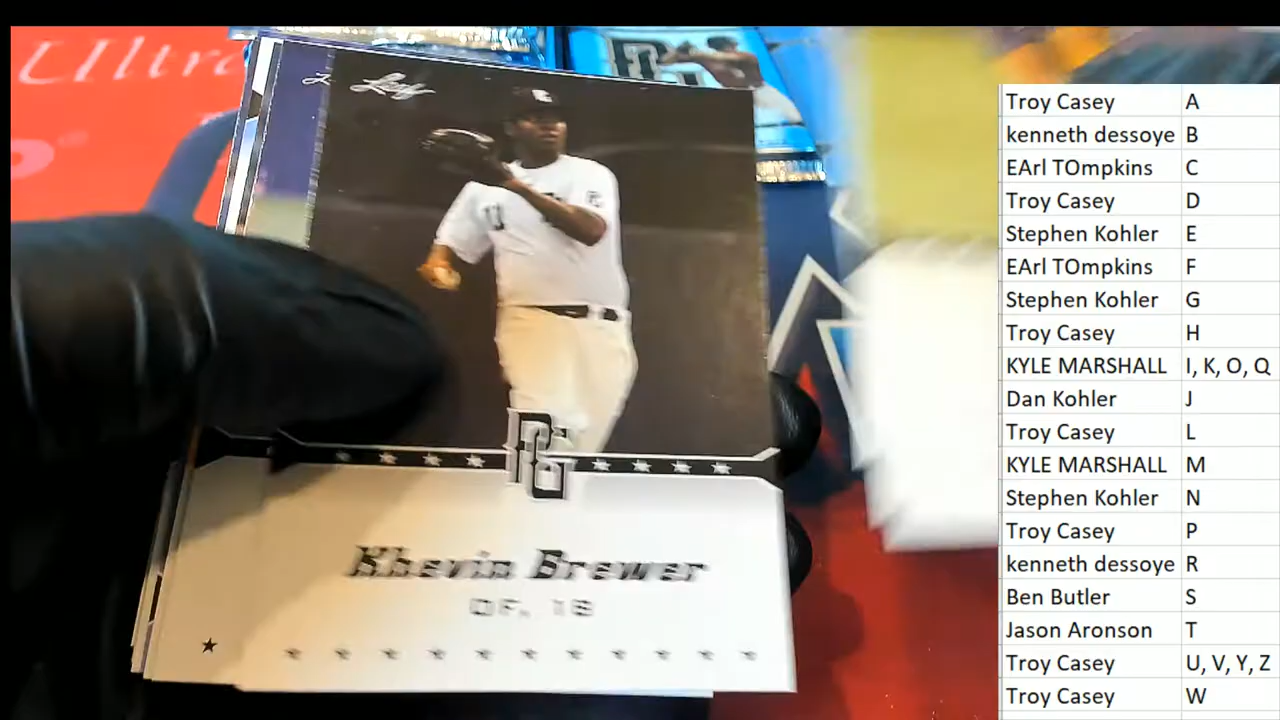 Ultra
Leaf
PG
Khevin Brewer
OF, 1B
Troy Casey A
kenneth dessoye B
EArl TOmpkins C
Troy Casey D
Stephen Kohler E
EArl TOmpkins F
Stephen Kohler G
Troy Casey H
KYLE MARSHALL I, K, O, Q
Dan Kohler J
Troy Casey L
KYLE MARSHALL M
Stephen Kohler N
Troy Casey P
kenneth dessoye R
Ben Butler S
Jason Aronson T
Troy Casey U, V, Y, Z
Troy Casey W